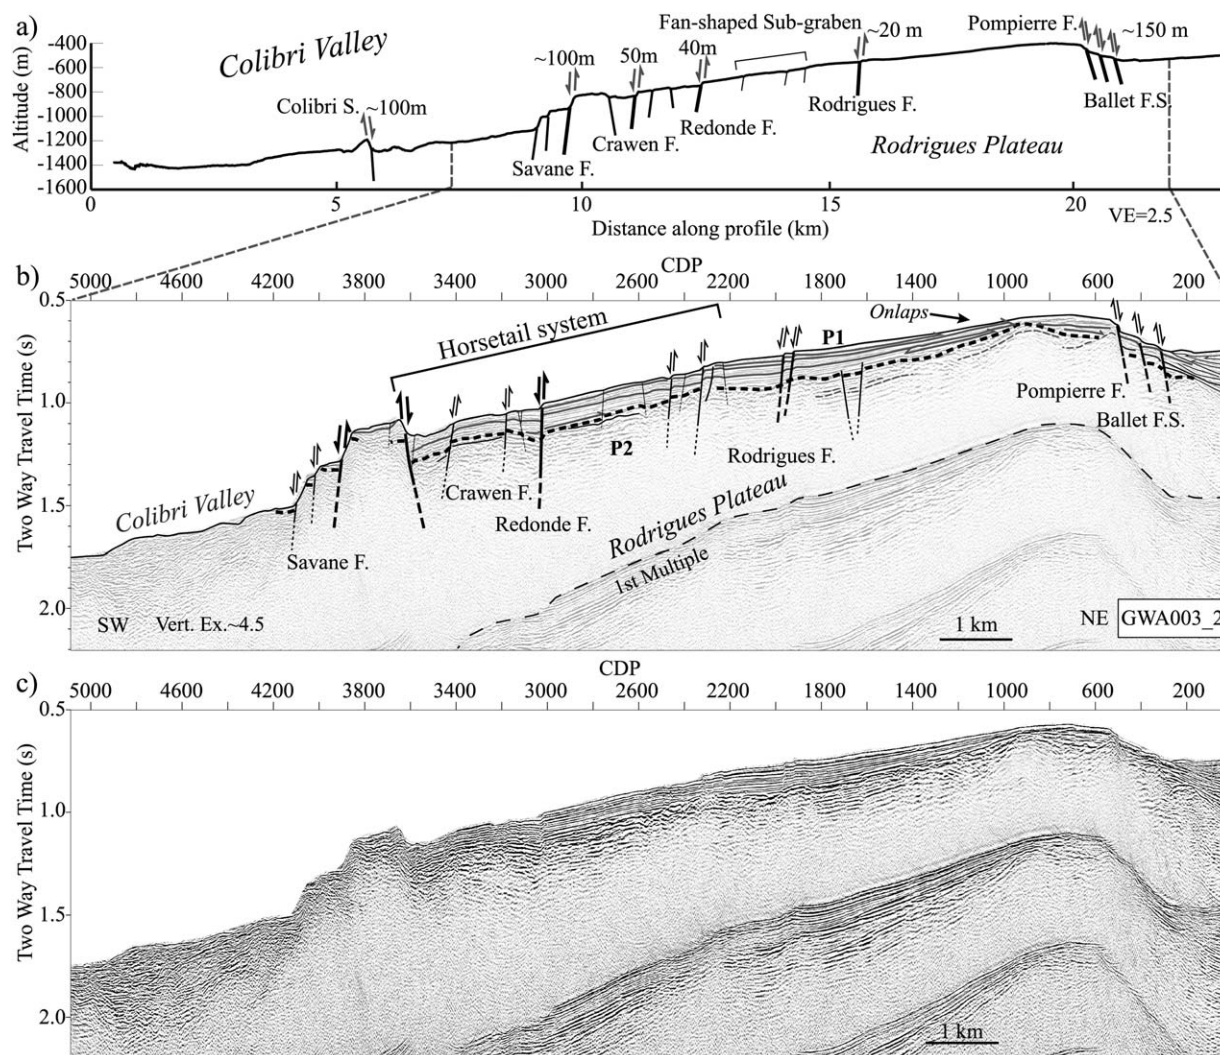 a)
Fan-shaped Sub-graben
Pompierre F.
~150 m
~20 m
40m
50m
~100m
Colibri Valley
Colibri S.
~100m
-400
-600
-800
-1000
-1200
-1400
-1600
Altitude (m)
Savane F.
Crawen F.
Redonde F.
Rodrigues F.
Ballet F.S.
Rodrigues Plateau
0 5 10 15 20
Distance along profile (km)
VE=2.5
b)
CDP
5000 4600 4200 3800 3400 3000 2600 2200 1800 1400 1000 600 200
0.5
1.0
1.5
2.0
Two Way Travel Time (s)
Horsetail system
Onlaps
P1
P2
Pompierre F.
Ballet F.S.
Rodrigues F.
Crawen F.
Redonde F.
Colibri Valley
Savane F.
Rodrigues Plateau
1st Multiple
SW Vert. Ex.~4.5
1 km
NE GWA003_2
c)
CDP
5000 4600 4200 3800 3400 3000 2600 2200 1800 1400 1000 600 200
0.5
1.0
1.5
2.0
Two Way Travel Time (s)
1 km